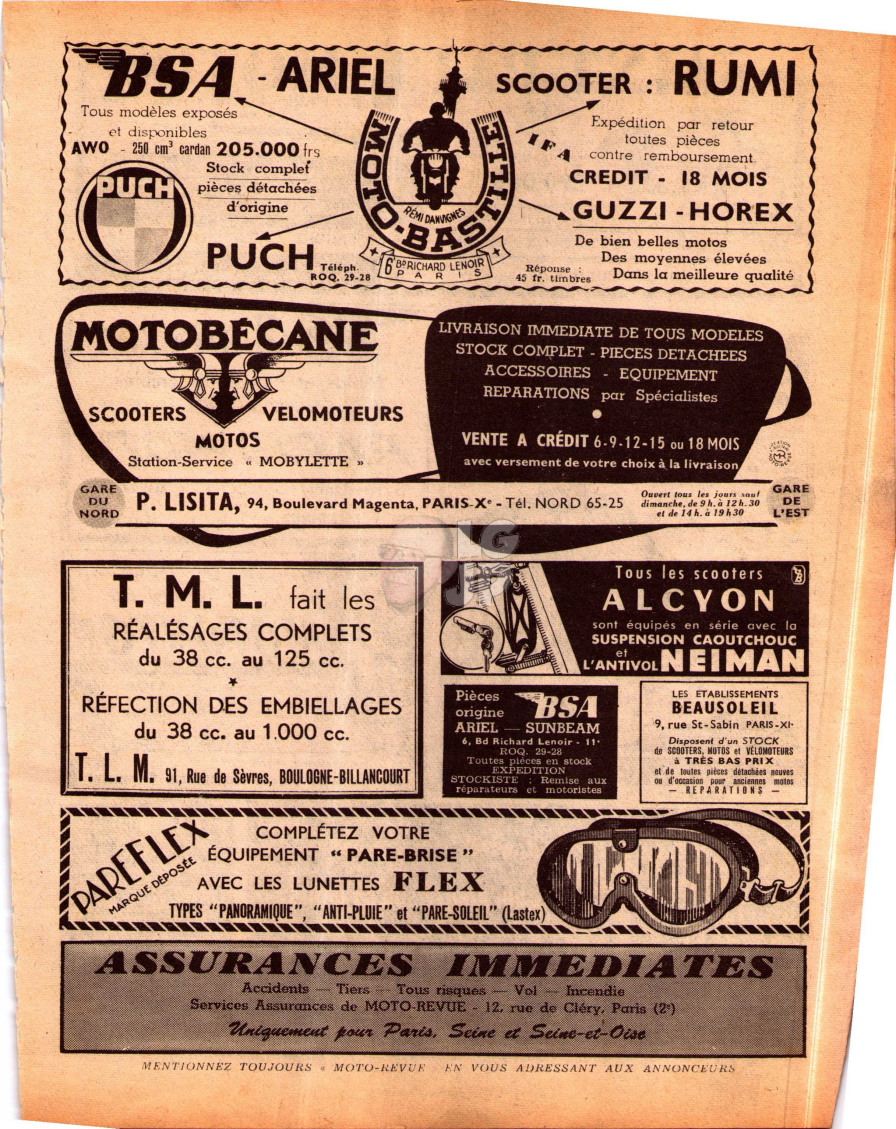 BSA - ARIEL
Tous modèles exposés
et disponibles
AWO - 250 cm³ cardan 205.000 frs
Stock complet
pièces détachées
d'origine
PUCH
PUCH
Téléph.
ROQ. 29-28
MOTO-BASTILLE
RÉMI DANVIGNES
6 Bᴰ RICHARD LENOIR
PARIS
SCOOTER : RUMI
IFA
Expédition par retour
toutes pièces
contre remboursement
CREDIT - 18 MOIS
GUZZI - HOREX
De bien belles motos
Des moyennes élevées
Dans la meilleure qualité
Réponse :
45 fr. timbres
MOTOBÉCANE
SCOOTERS VELOMOTEURS
MOTOS
Station-Service « MOBYLETTE »
LIVRAISON IMMEDIATE DE TOUS MODELES
STOCK COMPLET - PIECES DETACHEES
ACCESSOIRES - EQUIPEMENT
REPARATIONS par Spécialistes
VENTE A CRÉDIT 6-9-12-15 ou 18 MOIS
avec versement de votre choix à la livraison
GARE
DU
NORD
P. LISITA, 94, Boulevard Magenta, PARIS-Xᵉ - Tél. NORD 65-25
Ouvert tous les jours sauf
dimanche, de 9 h. à 12 h. 30
et de 14 h. à 19 h 30
GARE
DE
L'EST
T. M. L. fait les
RÉALÉSAGES COMPLETS
du 38 cc. au 125 cc.
★
RÉFECTION DES EMBIELLAGES
du 38 cc. au 1.000 cc.
T. L. M. 91, Rue de Sèvres, BOULOGNE-BILLANCOURT
Tous les scooters
ALCYON
sont équipés en série avec la
SUSPENSION CAOUTCHOUC
et
L'ANTIVOL NEIMAN
Pièces
origine BSA
ARIEL — SUNBEAM
6, Bd Richard Lenoir - 11ᵉ
ROQ. 29-28
Toutes pièces en stock
EXPEDITION
STOCKISTE : Remise aux
réparateurs et motoristes
LES ETABLISSEMENTS
BEAUSOLEIL
9, rue St-Sabin PARIS-XIᵉ
Disposent d'un STOCK
de SCOOTERS, MOTOS et VÉLOMOTEURS
à TRÈS BAS PRIX
et de toutes pièces détachées neuves
ou d'occasion pour anciennes motos
— REPARATIONS —
PAREFLEX
MARQUE DÉPOSÉE
COMPLÉTEZ VOTRE
ÉQUIPEMENT "PARE-BRISE"
AVEC LES LUNETTES FLEX
TYPES "PANORAMIQUE", "ANTI-PLUIE" et "PARE-SOLEIL" (Lastex)
ASSURANCES IMMEDIATES
Accidents — Tiers — Tous risques — Vol — Incendie
Services Assurances de MOTO-REVUE - 12, rue de Cléry, Paris (2ᵉ)
Uniquement pour Paris, Seine et Seine-et-Oise
MENTIONNEZ TOUJOURS « MOTO-REVUE EN VOUS ADRESSANT AUX ANNONCEURS